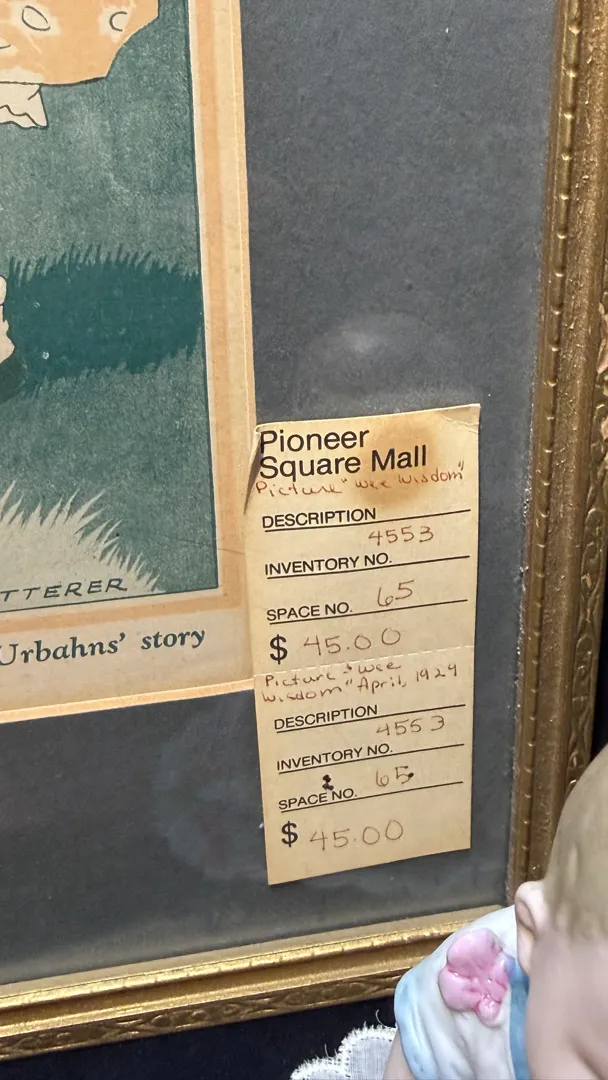 TTERER
Urbahns' story
Pioneer
Square Mall
Picture "Wee Wisdom"
DESCRIPTION
4553
INVENTORY NO.
65
SPACE NO.
$ 45.00
Picture - "Wee
Wisdom" April, 1924
DESCRIPTION
4553
INVENTORY NO.
65
SPACE NO.
$ 45.00